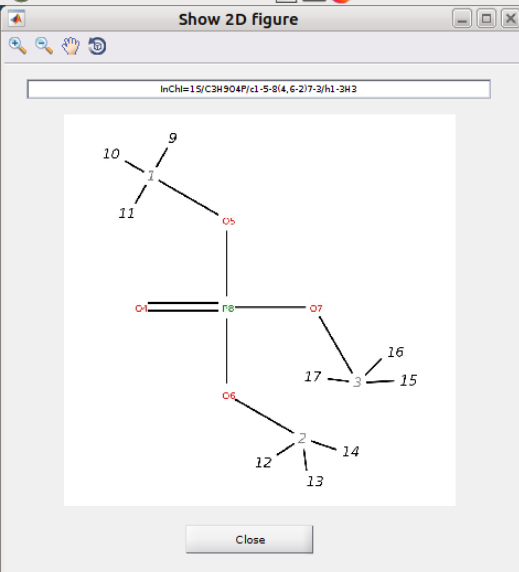 Show 2D figure
InChI=1S/C3H9O4P/c1-5-8(4,6-2)7-3/h1-3H3
9
10
1
11
O5
O4 P8 O7
16
17 3 15
O6
2
14
12
13
Close